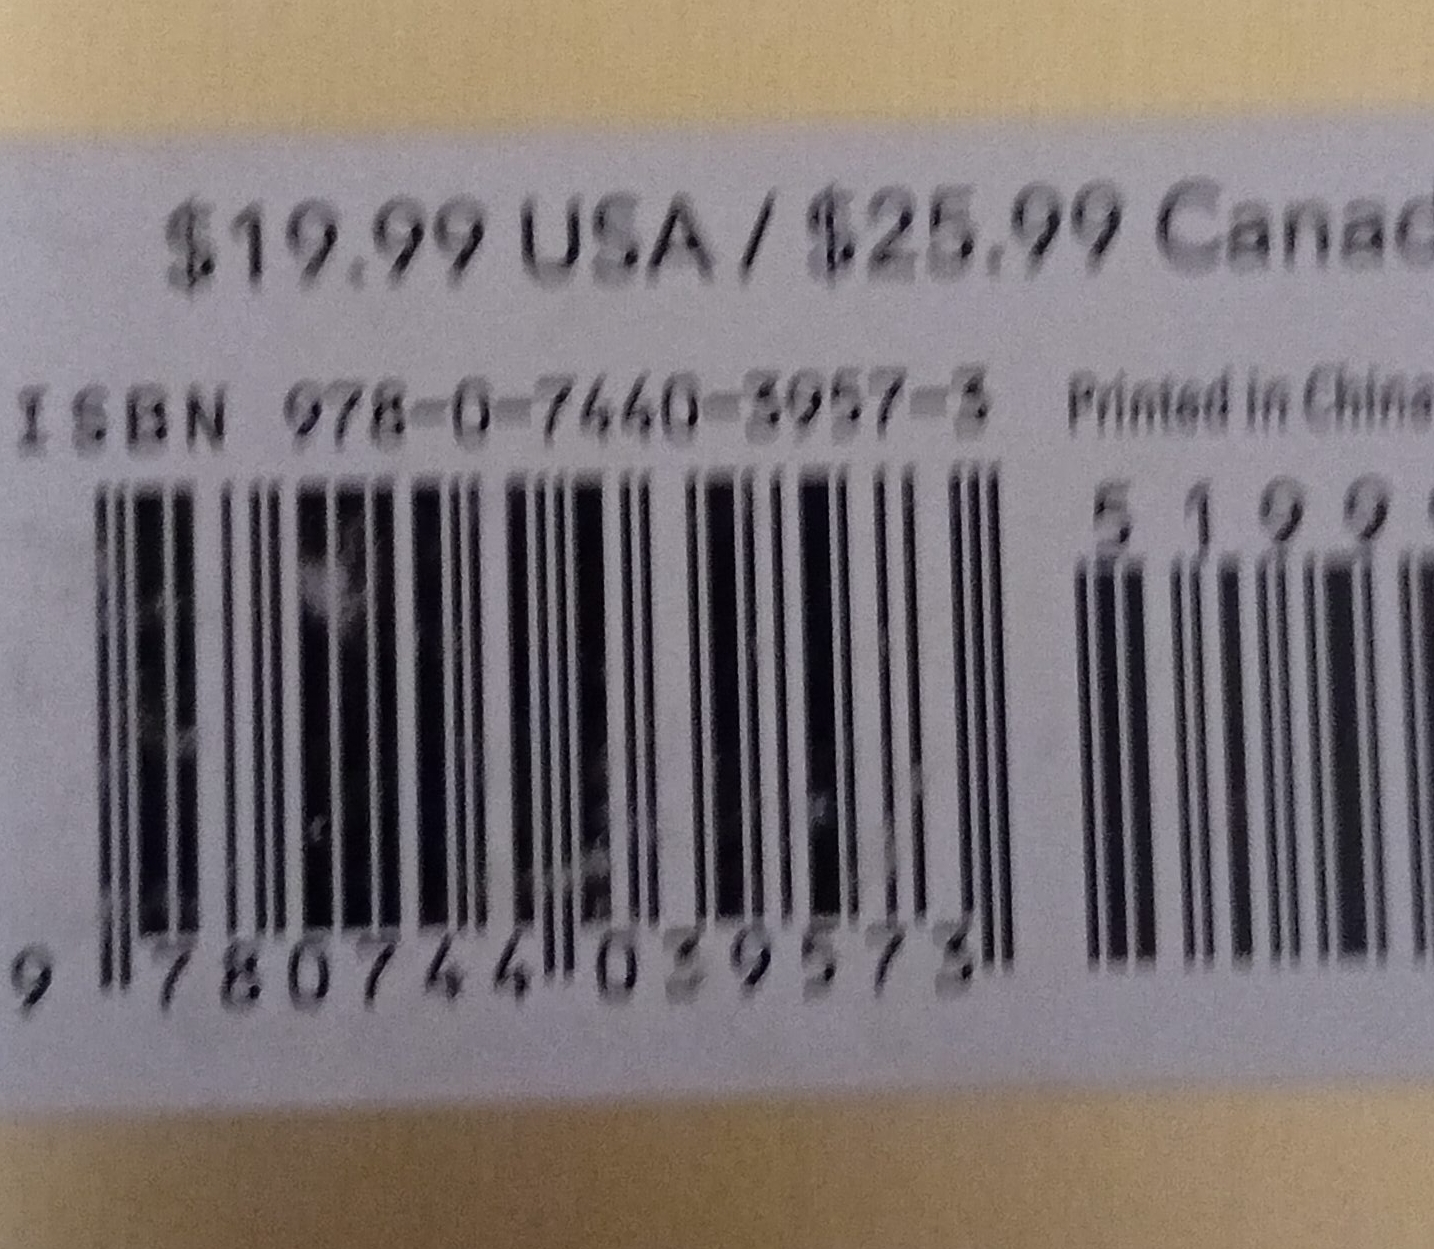 $19.99 USA / $25.99 Canad
ISBN 978-0-7440-3957-3
Printed in China
5199
9 780744 039573